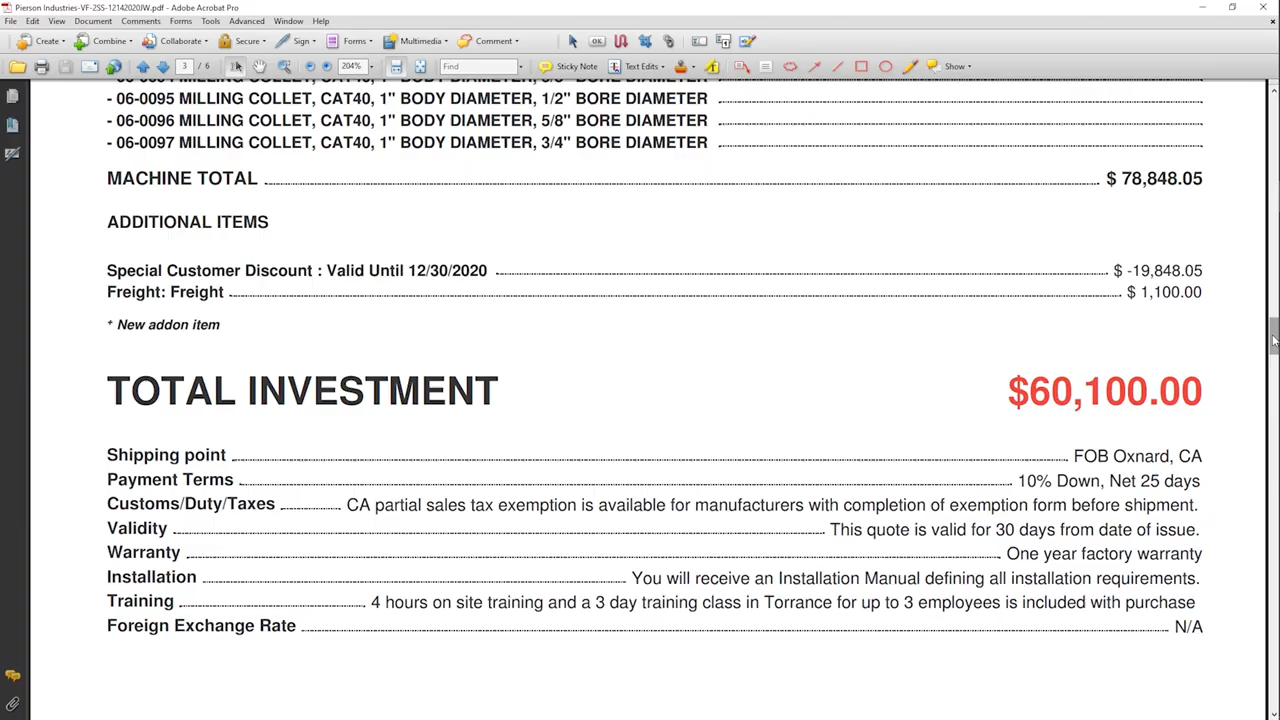 Pierson Industries-VF-2SS-12142020JW.pdf - Adobe Acrobat Pro
File Edit View Document Comments Forms Tools Advanced Window Help
Create Combine Collaborate Secure Sign Forms Multimedia Comment
3 / 6 204% Find Sticky Note Text Edits Show
- 06-0095 MILLING COLLET, CAT40, 1" BODY DIAMETER, 1/2" BORE DIAMETER
- 06-0096 MILLING COLLET, CAT40, 1" BODY DIAMETER, 5/8" BORE DIAMETER
- 06-0097 MILLING COLLET, CAT40, 1" BODY DIAMETER, 3/4" BORE DIAMETER
MACHINE TOTAL $ 78,848.05
ADDITIONAL ITEMS
Special Customer Discount : Valid Until 12/30/2020 $ -19,848.05
Freight: Freight $ 1,100.00
* New addon item
TOTAL INVESTMENT $60,100.00
Shipping point FOB Oxnard, CA
Payment Terms 10% Down, Net 25 days
Customs/Duty/Taxes CA partial sales tax exemption is available for manufacturers with completion of exemption form before shipment.
Validity This quote is valid for 30 days from date of issue.
Warranty One year factory warranty
Installation You will receive an Installation Manual defining all installation requirements.
Training 4 hours on site training and a 3 day training class in Torrance for up to 3 employees is included with purchase
Foreign Exchange Rate N/A